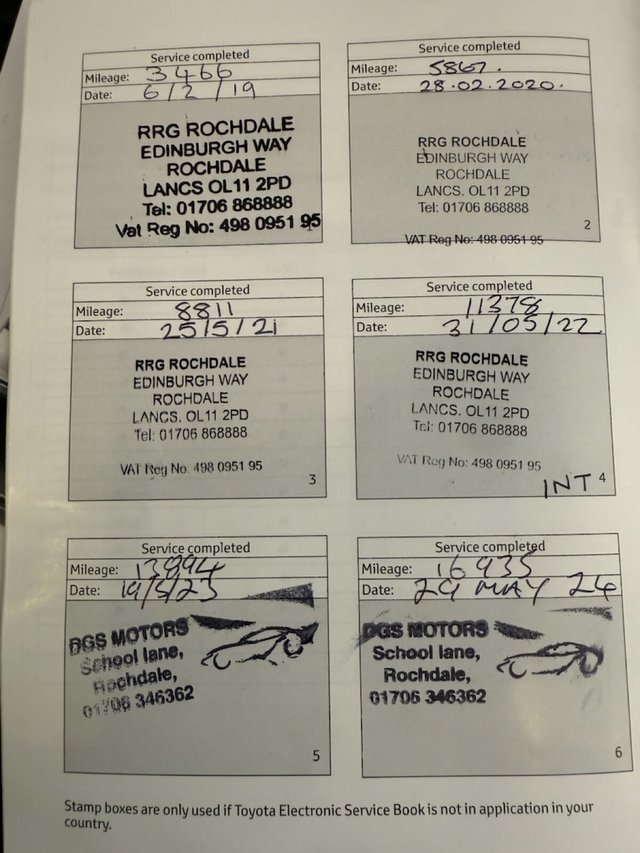 Service completed
Mileage: 3466
Date: 6/2/19
RRG ROCHDALE
EDINBURGH WAY
ROCHDALE
LANCS OL11 2PD
Tel: 01706 868888
Vat Reg No: 498 0951 95
Service completed
Mileage: 5867.
Date: 28.02.2020.
RRG ROCHDALE
EDINBURGH WAY
ROCHDALE
LANCS. OL11 2PD
Tel: 01706 868888
2
VAT Reg No: 498 0951 95
Service completed
Mileage: 8811
Date: 25/5/21
RRG ROCHDALE
EDINBURGH WAY
ROCHDALE
LANCS. OL11 2PD
Tel: 01706 868888
VAT Reg No: 498 0951 95
3
Service completed
Mileage: 11378
Date: 31/05/22
RRG ROCHDALE
EDINBURGH WAY
ROCHDALE
LANCS. OL11 2PD
Tel: 01706 868888
VAT Reg No: 498 0951 95
INT 4
Service completed
Mileage: 13994
Date: 19/5/23
DGS MOTORS
School lane,
Rochdale,
01706 346362
5
Service completed
Mileage: 16935
Date: 29 MAY 24
DGS MOTORS
School lane,
Rochdale,
01706 346362
6
Stamp boxes are only used if Toyota Electronic Service Book is not in application in your
country.